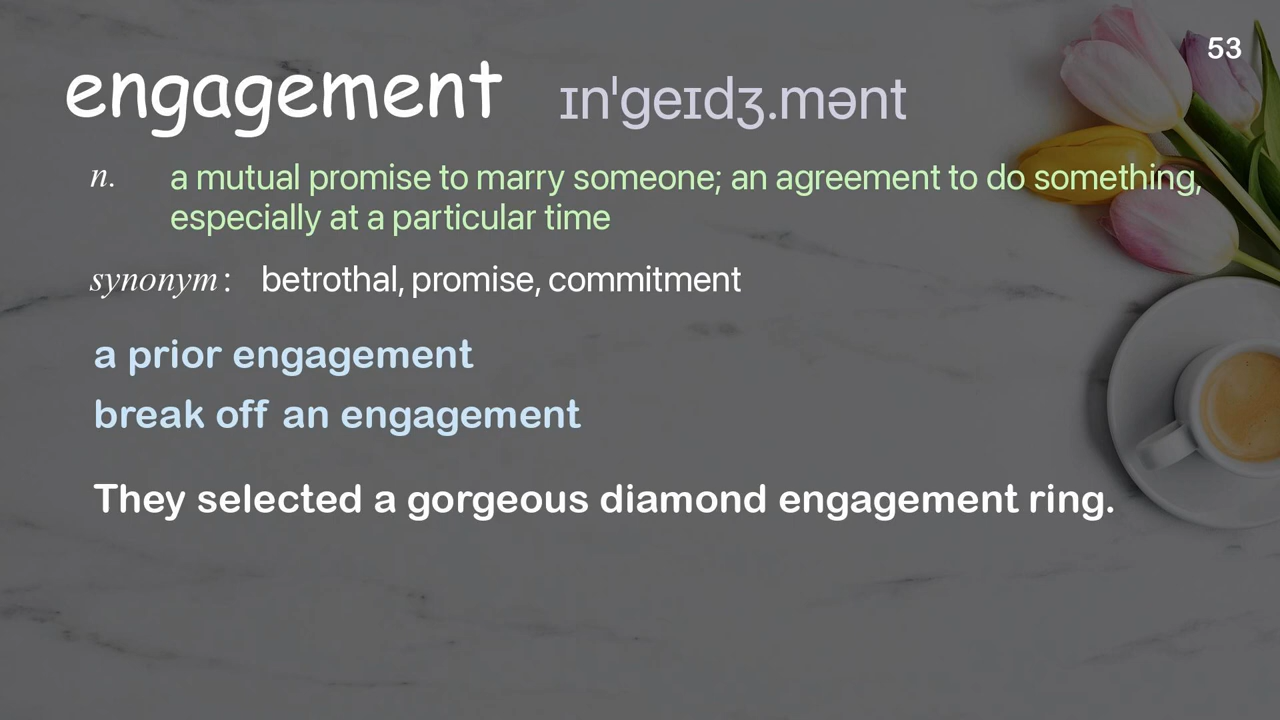 53
engagement ɪnˈgeɪdʒ.mənt
n. a mutual promise to marry someone; an agreement to do something,
especially at a particular time
synonym: betrothal, promise, commitment
a prior engagement
break off an engagement
They selected a gorgeous diamond engagement ring.